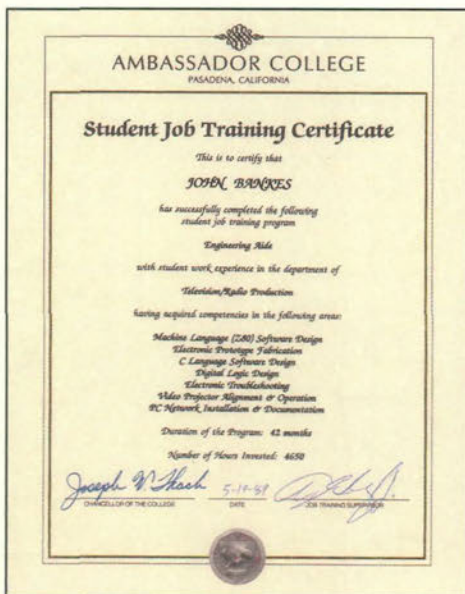 AMBASSADOR COLLEGE
PASADENA, CALIFORNIA
Student Job Training Certificate
This is to certify that
JOHN BANKES
has successfully completed the following
student job training program
Engineering Aide
with student work experience in the department of
Television/Radio Production
having acquired competencies in the following areas:
Machine Language (Z80) Software Design
Electronic Prototype Fabrication
C Language Software Design
Digital Logic Design
Electronic Troubleshooting
Video Projector Alignment & Operation
PC Network Installation & Documentation
Duration of the Program: 42 months
Number of Hours Invested: 4650
Joseph W. Tkach
CHANCELLOR OF THE COLLEGE DATE JOB TRAINING SUPERVISOR